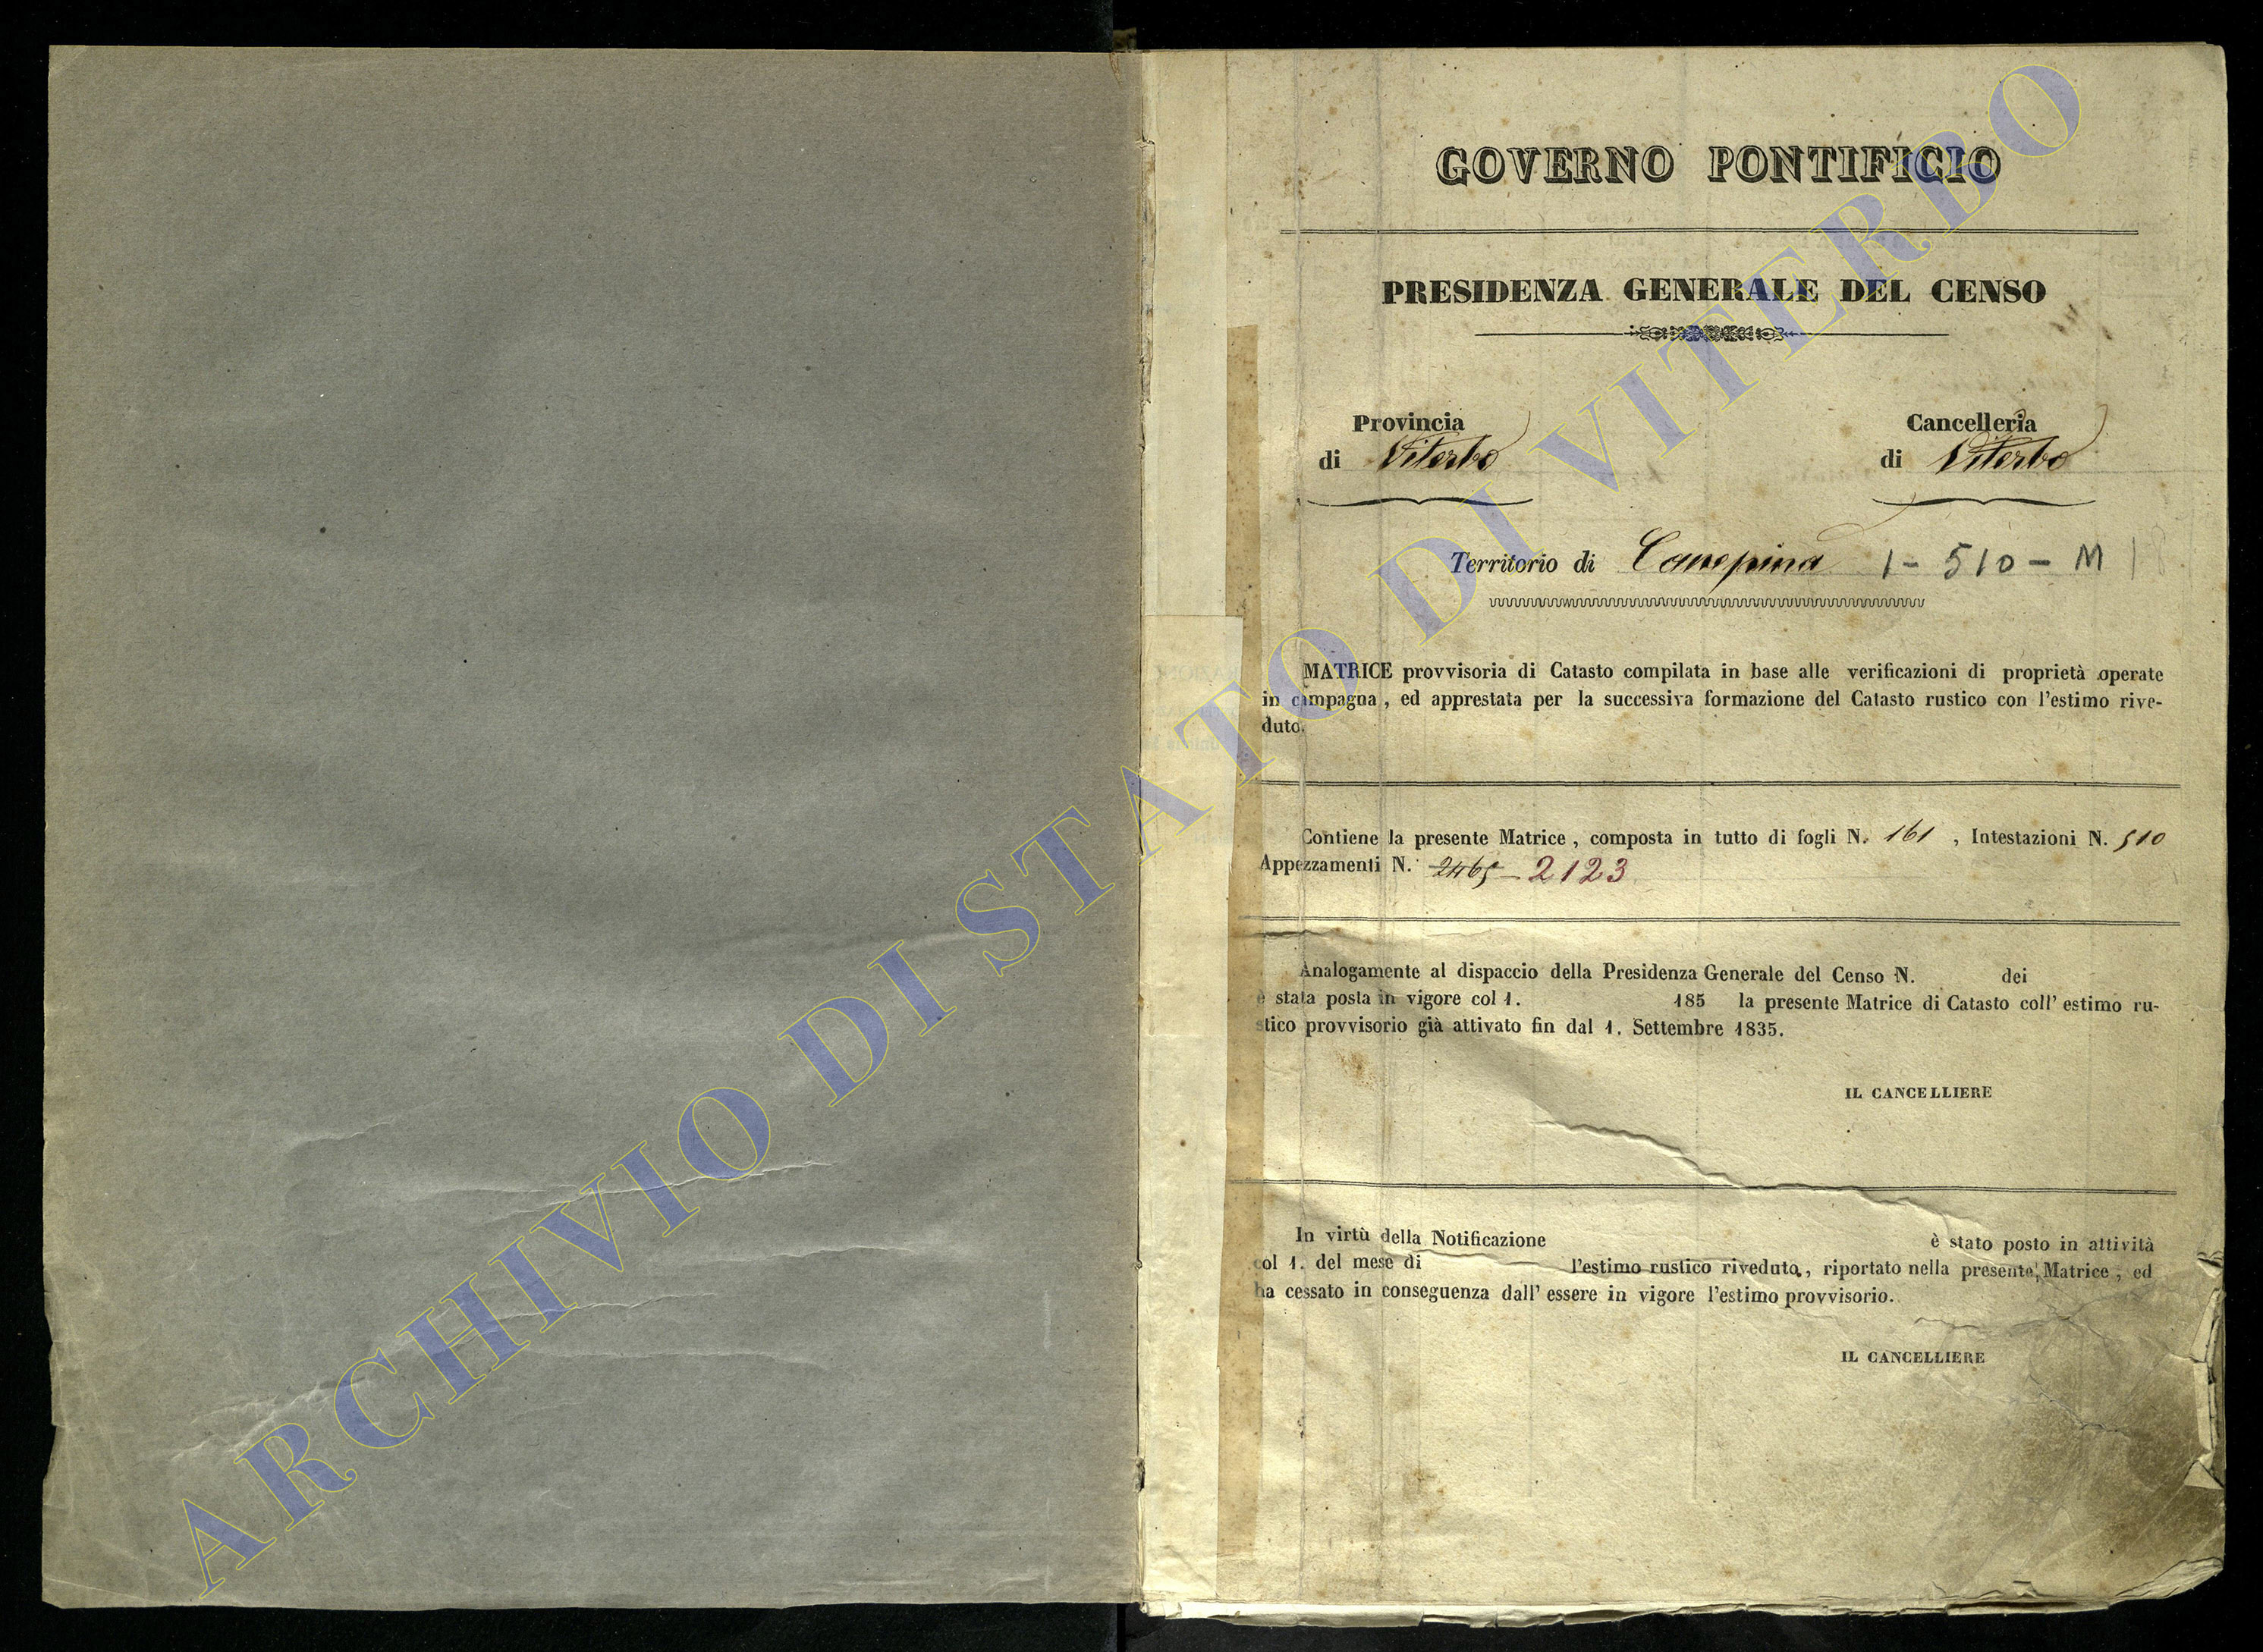 GOVERNO PONTIFICIO
PRESIDENZA GENERALE DEL CENSO
Provincia
di Viterbo
Cancelleria
di Viterbo
Territorio di Canepina 1 - 510 - M
MATRICE provvisoria di Catasto compilata in base alle verificazioni di proprietà operate
in campagna, ed apprestata per la successiva formazione del Catasto rustico con l'estimo rive-
duto.
Contiene la presente Matrice, composta in tutto di fogli N. 161, Intestazioni N. 510
Appezzamenti N. 2465 - 2123
Analogamente al dispaccio della Presidenza Generale del Censo N. dei
è stata posta in vigore col 1. 185 la presente Matrice di Catasto coll' estimo ru-
stico provvisorio già attivato fin dal 1. Settembre 1835.
IL CANCELLIERE
In virtù della Notificazione è stato posto in attività
col 1. del mese di l'estimo rustico riveduto, riportato nella presente Matrice, ed
ha cessato in conseguenza dall' essere in vigore l'estimo provvisorio.
IL CANCELLIERE
ARCHIVIO DI STATO DI VITERBO